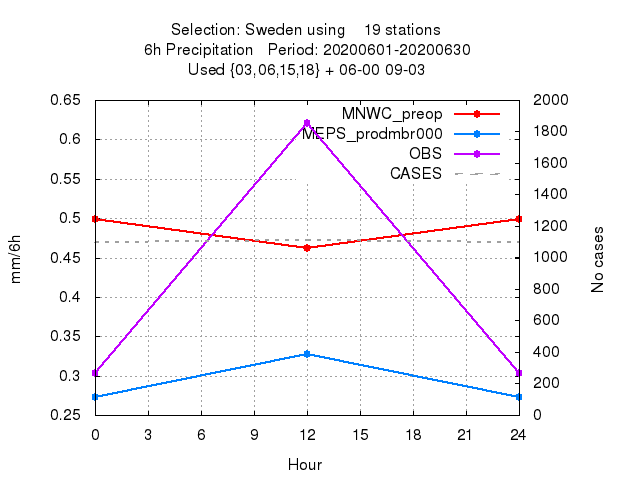 Selection: Sweden using 19 stations
6h Precipitation Period: 20200601-20200630
Used {03,06,15,18} + 06-00 09-03
MNWC_preop
MEPS_prodmbr000
OBS
CASES
0.65
0.6
0.55
0.5
0.45
0.4
0.35
0.3
0.25
mm/6h
2000
1800
1600
1400
1200
1000
800
600
400
200
0
No cases
0 3 6 9 12 15 18 21 24
Hour